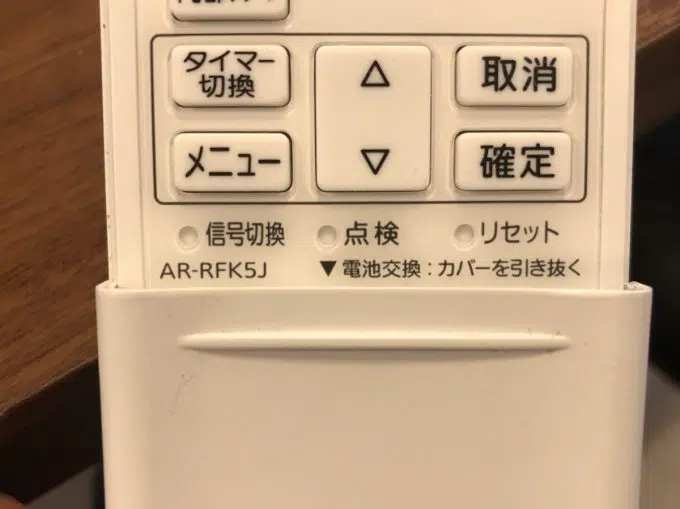 タイマー
切換
取消
メニュー
確定
信号切換 点検 リセット
AR-RFK5J ▼電池交換：カバーを引き抜く